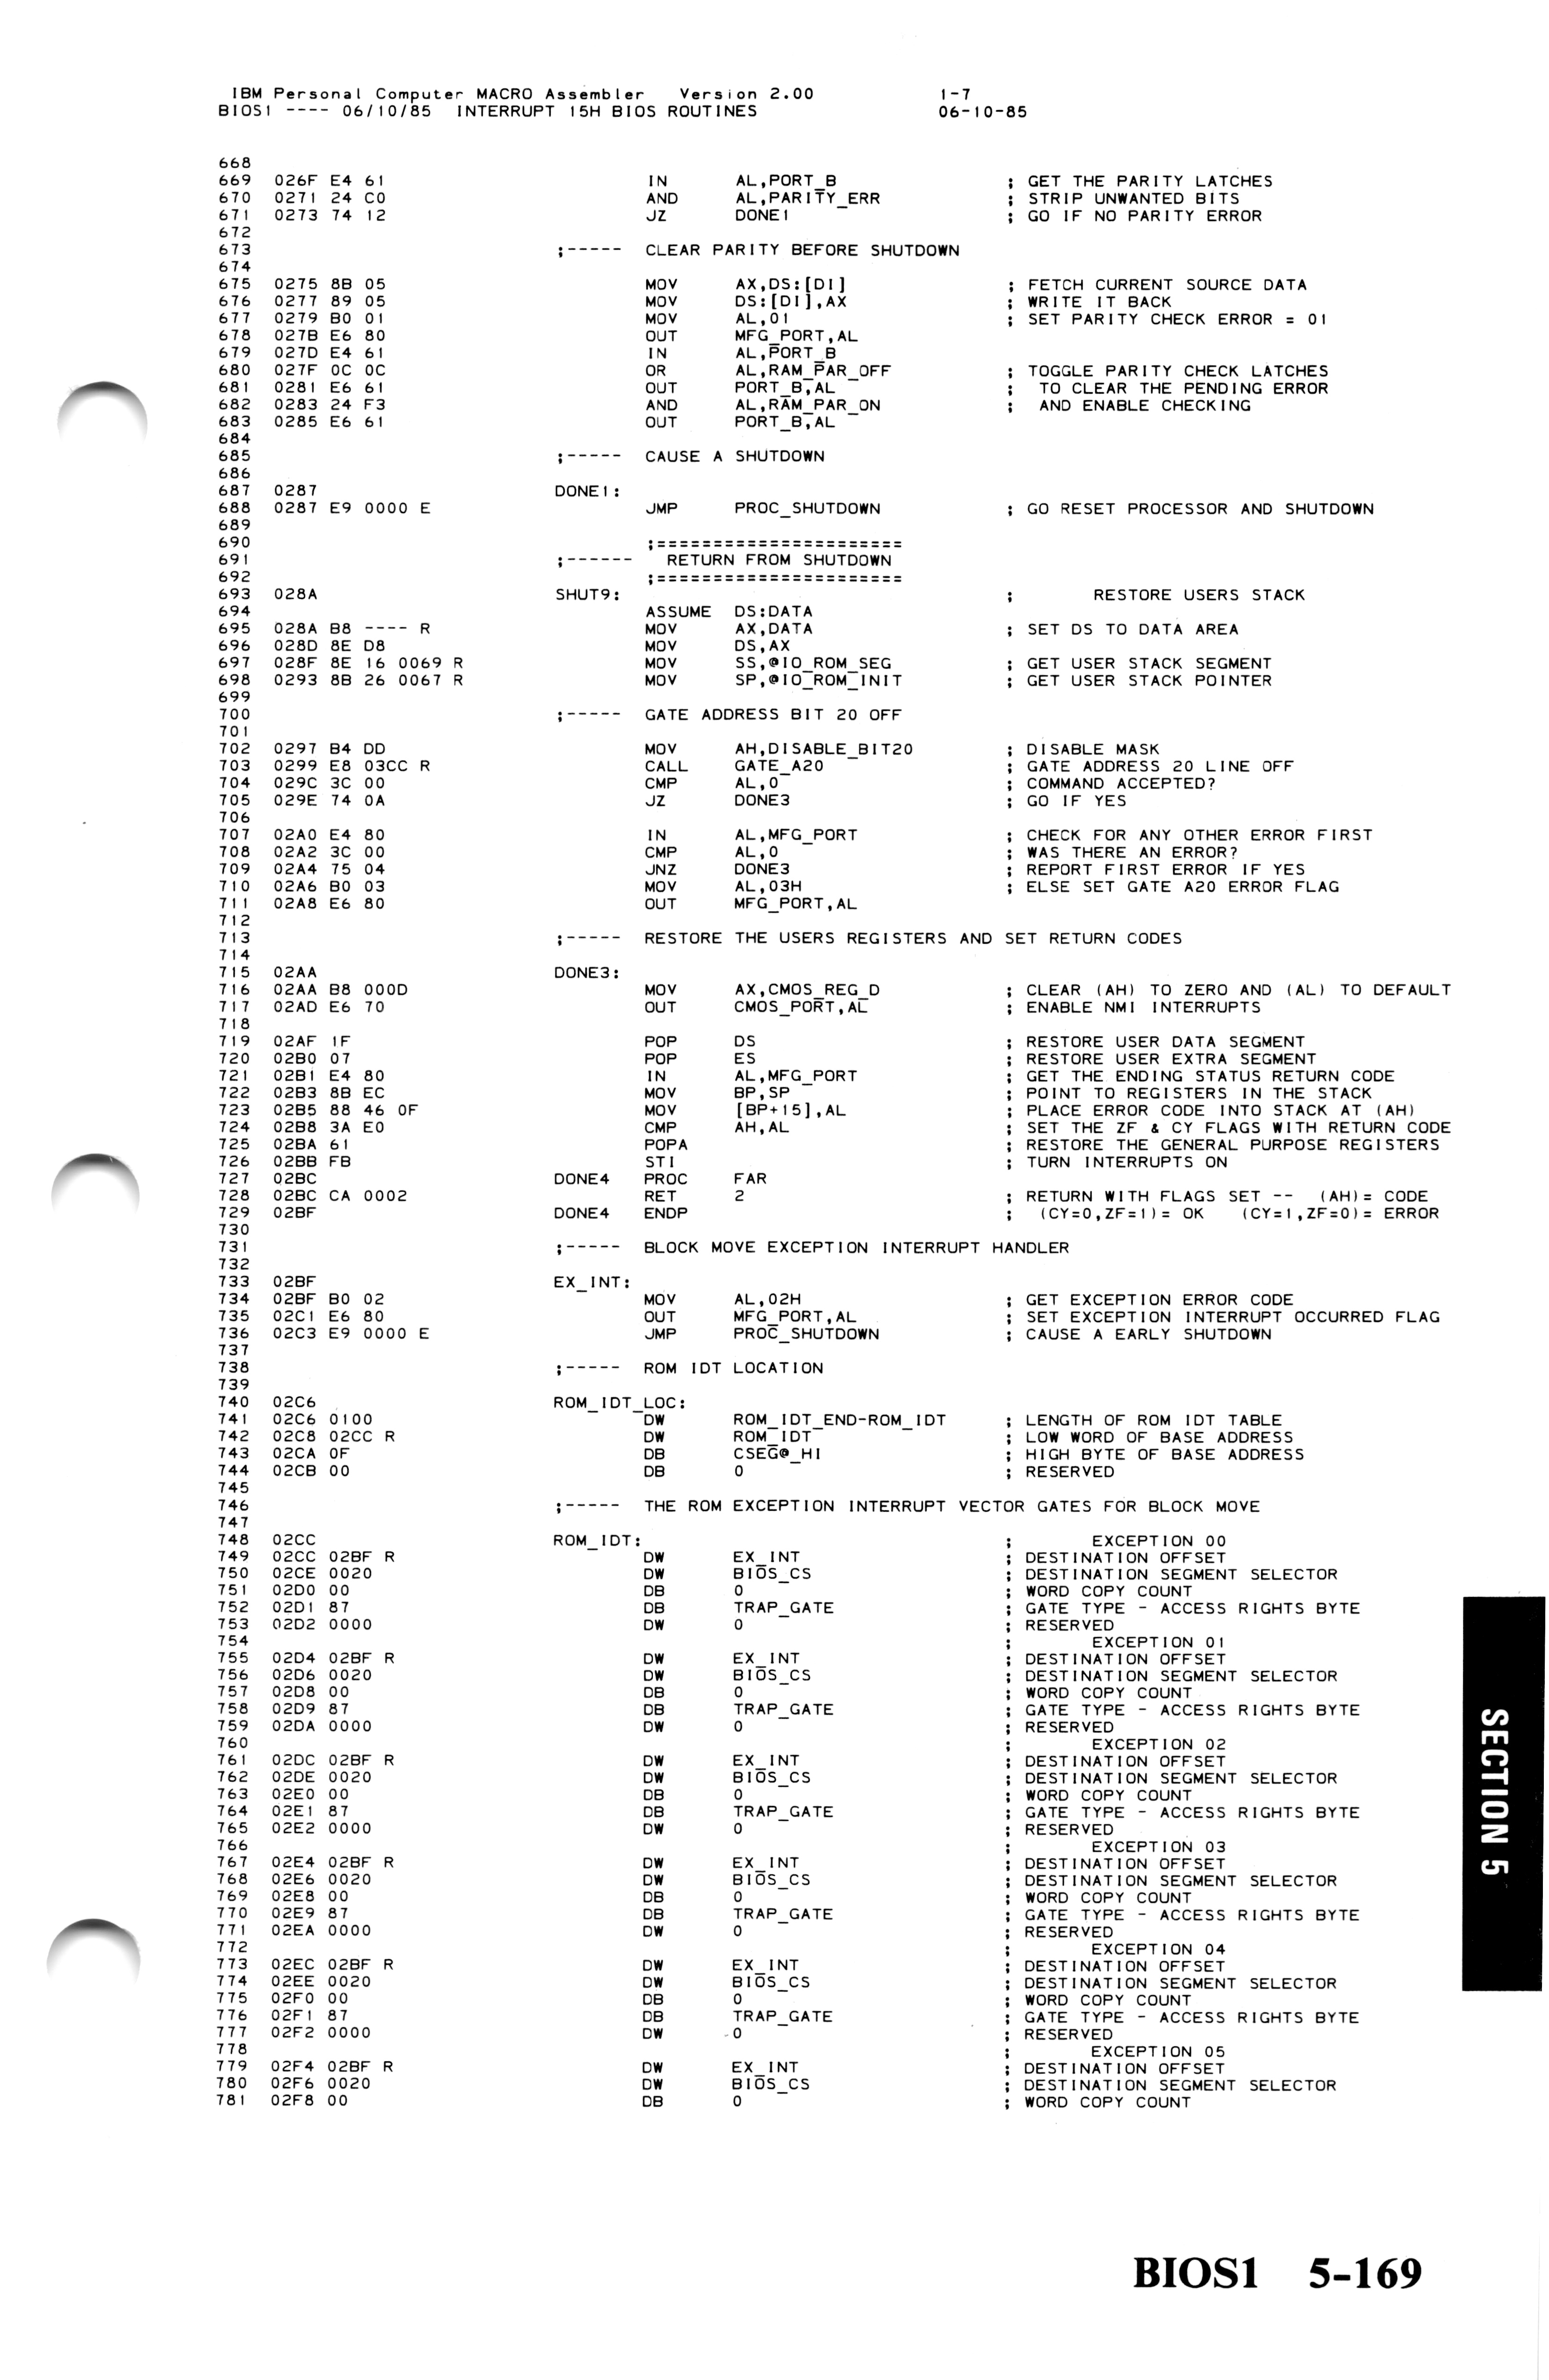 IBM Personal Computer MACRO Assembler   Version 2.00   1-7
BIOS1 ---- 06/10/85  INTERRUPT 15H BIOS ROUTINES   06-10-85
668
669  026F E4 61   IN   AL,PORT_B   ; GET THE PARITY LATCHES
670  0271 24 C0   AND   AL,PARITY_ERR   ; STRIP UNWANTED BITS
671  0273 74 12   JZ   DONE1   ; GO IF NO PARITY ERROR
672
673   ;-----  CLEAR PARITY BEFORE SHUTDOWN
674
675  0275 8B 05   MOV   AX,DS:[DI]   ; FETCH CURRENT SOURCE DATA
676  0277 89 05   MOV   DS:[DI],AX   ; WRITE IT BACK
677  0279 B0 01   MOV   AL,01   ; SET PARITY CHECK ERROR = 01
678  027B E6 80   OUT   MFG_PORT,AL
679  027D E4 61   IN   AL,PORT_B
680  027F 0C 0C   OR   AL,RAM_PAR_OFF   ; TOGGLE PARITY CHECK LATCHES
681  0281 E6 61   OUT   PORT_B,AL   ;  TO CLEAR THE PENDING ERROR
682  0283 24 F3   AND   AL,RAM_PAR_ON   ;  AND ENABLE CHECKING
683  0285 E6 61   OUT   PORT_B,AL
684
685   ;-----  CAUSE A SHUTDOWN
686
687  0287   DONE1:
688  0287 E9 0000 E   JMP   PROC_SHUTDOWN   ; GO RESET PROCESSOR AND SHUTDOWN
689
690   ;======================
691   ;------  RETURN FROM SHUTDOWN
692   ;======================
693  028A   SHUT9:   ;   RESTORE USERS STACK
694   ASSUME  DS:DATA
695  028A B8 ---- R   MOV   AX,DATA   ; SET DS TO DATA AREA
696  028D 8E D8   MOV   DS,AX
697  028F 8E 16 0069 R   MOV   SS,@IO_ROM_SEG   ; GET USER STACK SEGMENT
698  0293 8B 26 0067 R   MOV   SP,@IO_ROM_INIT   ; GET USER STACK POINTER
699
700   ;-----  GATE ADDRESS BIT 20 OFF
701
702  0297 B4 DD   MOV   AH,DISABLE_BIT20   ; DISABLE MASK
703  0299 E8 03CC R   CALL   GATE_A20   ; GATE ADDRESS 20 LINE OFF
704  029C 3C 00   CMP   AL,0   ; COMMAND ACCEPTED?
705  029E 74 0A   JZ   DONE3   ; GO IF YES
706
707  02A0 E4 80   IN   AL,MFG_PORT   ; CHECK FOR ANY OTHER ERROR FIRST
708  02A2 3C 00   CMP   AL,0   ; WAS THERE AN ERROR?
709  02A4 75 04   JNZ   DONE3   ; REPORT FIRST ERROR IF YES
710  02A6 B0 03   MOV   AL,03H   ; ELSE SET GATE A20 ERROR FLAG
711  02A8 E6 80   OUT   MFG_PORT,AL
712
713   ;-----  RESTORE THE USERS REGISTERS AND SET RETURN CODES
714
715  02AA   DONE3:
716  02AA B8 000D   MOV   AX,CMOS_REG_D   ; CLEAR (AH) TO ZERO AND (AL) TO DEFAULT
717  02AD E6 70   OUT   CMOS_PORT,AL   ; ENABLE NMI INTERRUPTS
718
719  02AF 1F   POP   DS   ; RESTORE USER DATA SEGMENT
720  02B0 07   POP   ES   ; RESTORE USER EXTRA SEGMENT
721  02B1 E4 80   IN   AL,MFG_PORT   ; GET THE ENDING STATUS RETURN CODE
722  02B3 8B EC   MOV   BP,SP   ; POINT TO REGISTERS IN THE STACK
723  02B5 88 46 0F   MOV   [BP+15],AL   ; PLACE ERROR CODE INTO STACK AT (AH)
724  02B8 3A E0   CMP   AH,AL   ; SET THE ZF & CY FLAGS WITH RETURN CODE
725  02BA 61   POPA   ; RESTORE THE GENERAL PURPOSE REGISTERS
726  02BB FB   STI   ; TURN INTERRUPTS ON
727  02BC   DONE4   PROC   FAR
728  02BC CA 0002   RET   2   ; RETURN WITH FLAGS SET --  (AH)= CODE
729  02BF   DONE4   ENDP   ;  (CY=0,ZF=1)= OK   (CY=1,ZF=0)= ERROR
730
731   ;-----  BLOCK MOVE EXCEPTION INTERRUPT HANDLER
732
733  02BF   EX_INT:
734  02BF B0 02   MOV   AL,02H   ; GET EXCEPTION ERROR CODE
735  02C1 E6 80   OUT   MFG_PORT,AL   ; SET EXCEPTION INTERRUPT OCCURRED FLAG
736  02C3 E9 0000 E   JMP   PROC_SHUTDOWN   ; CAUSE A EARLY SHUTDOWN
737
738   ;-----  ROM IDT LOCATION
739
740  02C6   ROM_IDT_LOC:
741  02C6 0100   DW   ROM_IDT_END-ROM_IDT   ; LENGTH OF ROM IDT TABLE
742  02C8 02CC R   DW   ROM_IDT   ; LOW WORD OF BASE ADDRESS
743  02CA 0F   DB   CSEG@_HI   ; HIGH BYTE OF BASE ADDRESS
744  02CB 00   DB   0   ; RESERVED
745
746   ;-----  THE ROM EXCEPTION INTERRUPT VECTOR GATES FOR BLOCK MOVE
747
748  02CC   ROM_IDT:   ;   EXCEPTION 00
749  02CC 02BF R   DW   EX_INT   ; DESTINATION OFFSET
750  02CE 0020   DW   BIOS_CS   ; DESTINATION SEGMENT SELECTOR
751  02D0 00   DB   0   ; WORD COPY COUNT
752  02D1 87   DB   TRAP_GATE   ; GATE TYPE - ACCESS RIGHTS BYTE
753  02D2 0000   DW   0   ; RESERVED
754   ;   EXCEPTION 01
755  02D4 02BF R   DW   EX_INT   ; DESTINATION OFFSET
756  02D6 0020   DW   BIOS_CS   ; DESTINATION SEGMENT SELECTOR
757  02D8 00   DB   0   ; WORD COPY COUNT
758  02D9 87   DB   TRAP_GATE   ; GATE TYPE - ACCESS RIGHTS BYTE
759  02DA 0000   DW   0   ; RESERVED
760   ;   EXCEPTION 02
761  02DC 02BF R   DW   EX_INT   ; DESTINATION OFFSET
762  02DE 0020   DW   BIOS_CS   ; DESTINATION SEGMENT SELECTOR
763  02E0 00   DB   0   ; WORD COPY COUNT
764  02E1 87   DB   TRAP_GATE   ; GATE TYPE - ACCESS RIGHTS BYTE
765  02E2 0000   DW   0   ; RESERVED
766   ;   EXCEPTION 03
767  02E4 02BF R   DW   EX_INT   ; DESTINATION OFFSET
768  02E6 0020   DW   BIOS_CS   ; DESTINATION SEGMENT SELECTOR
769  02E8 00   DB   0   ; WORD COPY COUNT
770  02E9 87   DB   TRAP_GATE   ; GATE TYPE - ACCESS RIGHTS BYTE
771  02EA 0000   DW   0   ; RESERVED
772   ;   EXCEPTION 04
773  02EC 02BF R   DW   EX_INT   ; DESTINATION OFFSET
774  02EE 0020   DW   BIOS_CS   ; DESTINATION SEGMENT SELECTOR
775  02F0 00   DB   0   ; WORD COPY COUNT
776  02F1 87   DB   TRAP_GATE   ; GATE TYPE - ACCESS RIGHTS BYTE
777  02F2 0000   DW   0   ; RESERVED
778   ;   EXCEPTION 05
779  02F4 02BF R   DW   EX_INT   ; DESTINATION OFFSET
780  02F6 0020   DW   BIOS_CS   ; DESTINATION SEGMENT SELECTOR
781  02F8 00   DB   0   ; WORD COPY COUNT
SECTION 5
BIOS1   5-169